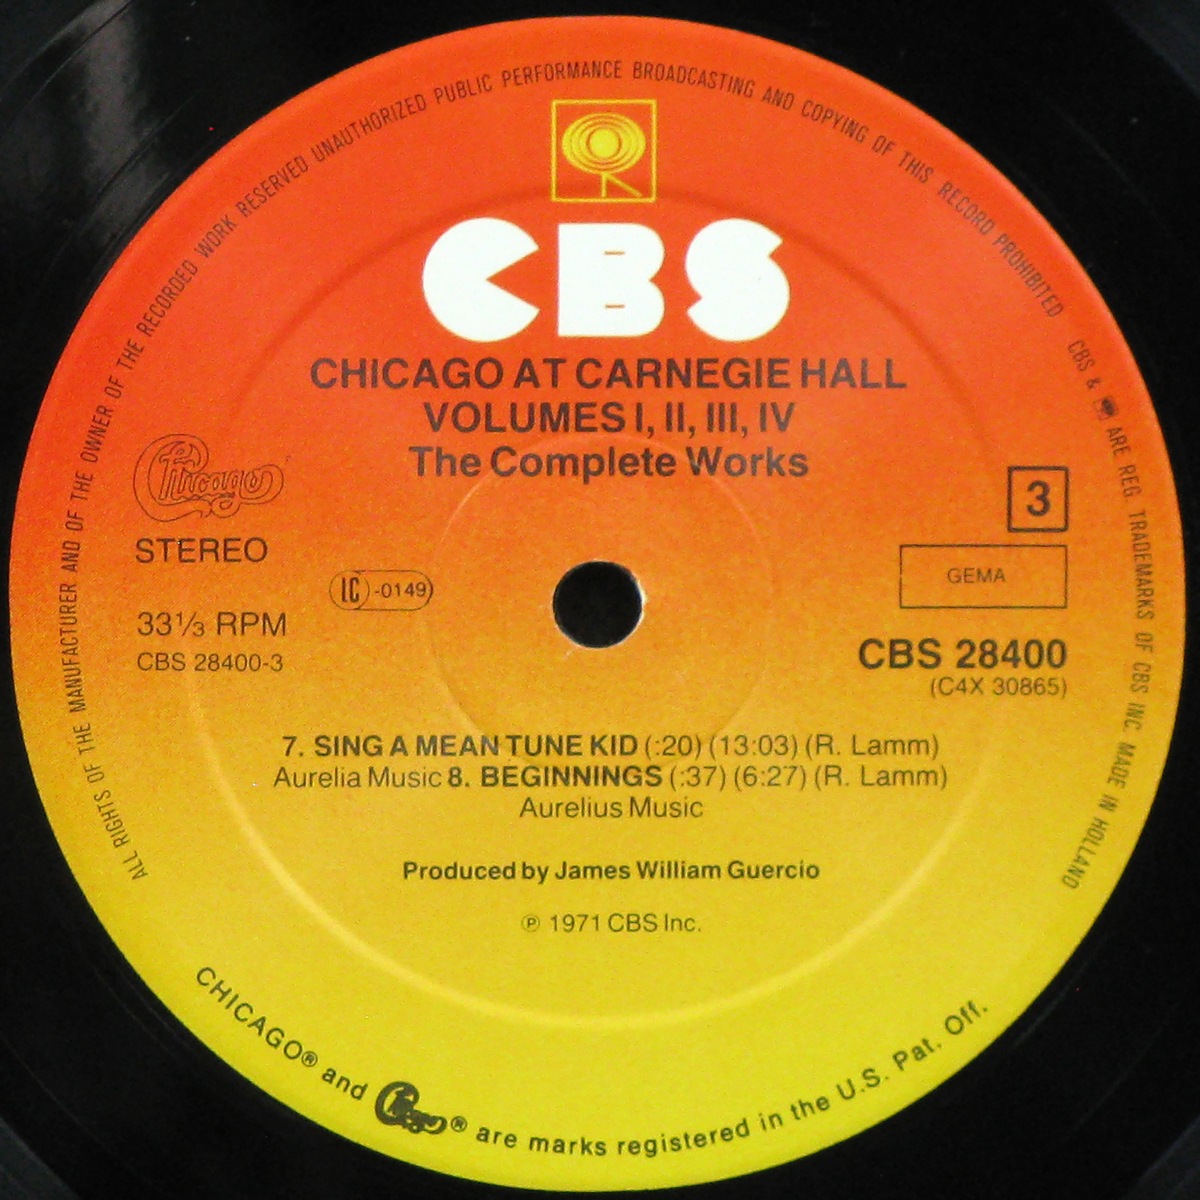 ALL RIGHTS OF THE MANUFACTURER AND OF THE OWNER OF THE RECORDED WORK RESERVED UNAUTHORIZED PUBLIC PERFORMANCE BROADCASTING AND COPYING OF THIS RECORD PROHIBITED CBS & ARE REG. TRADEMARKS OF CBS INC. MADE IN HOLLAND
CBS
CHICAGO AT CARNEGIE HALL
VOLUMES I, II, III, IV
The Complete Works
Chicago
3
STEREO
GEMA
LC -0149
33⅓ RPM
CBS 28400
CBS 28400-3
(C4X 30865)
7. SING A MEAN TUNE KID (:20) (13:03) (R. Lamm)
Aurelia Music 8. BEGINNINGS (:37) (6:27) (R. Lamm)
Aurelius Music
Produced by James William Guercio
℗ 1971 CBS Inc.
CHICAGO® and Chicago® are marks registered in the U.S. Pat. Off.